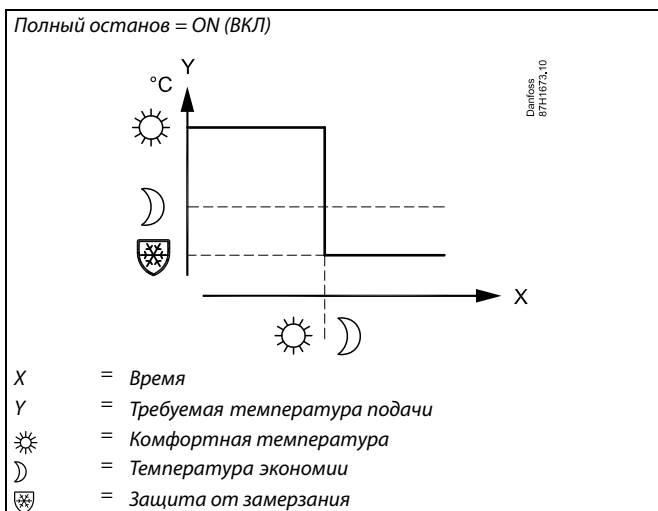 Полный останов = ON (ВКЛ)
Y
°C
Danfoss
87H1673.10
X
X = Время
Y = Требуемая температура подачи
= Комфортная температура
= Температура экономии
= Защита от замерзания